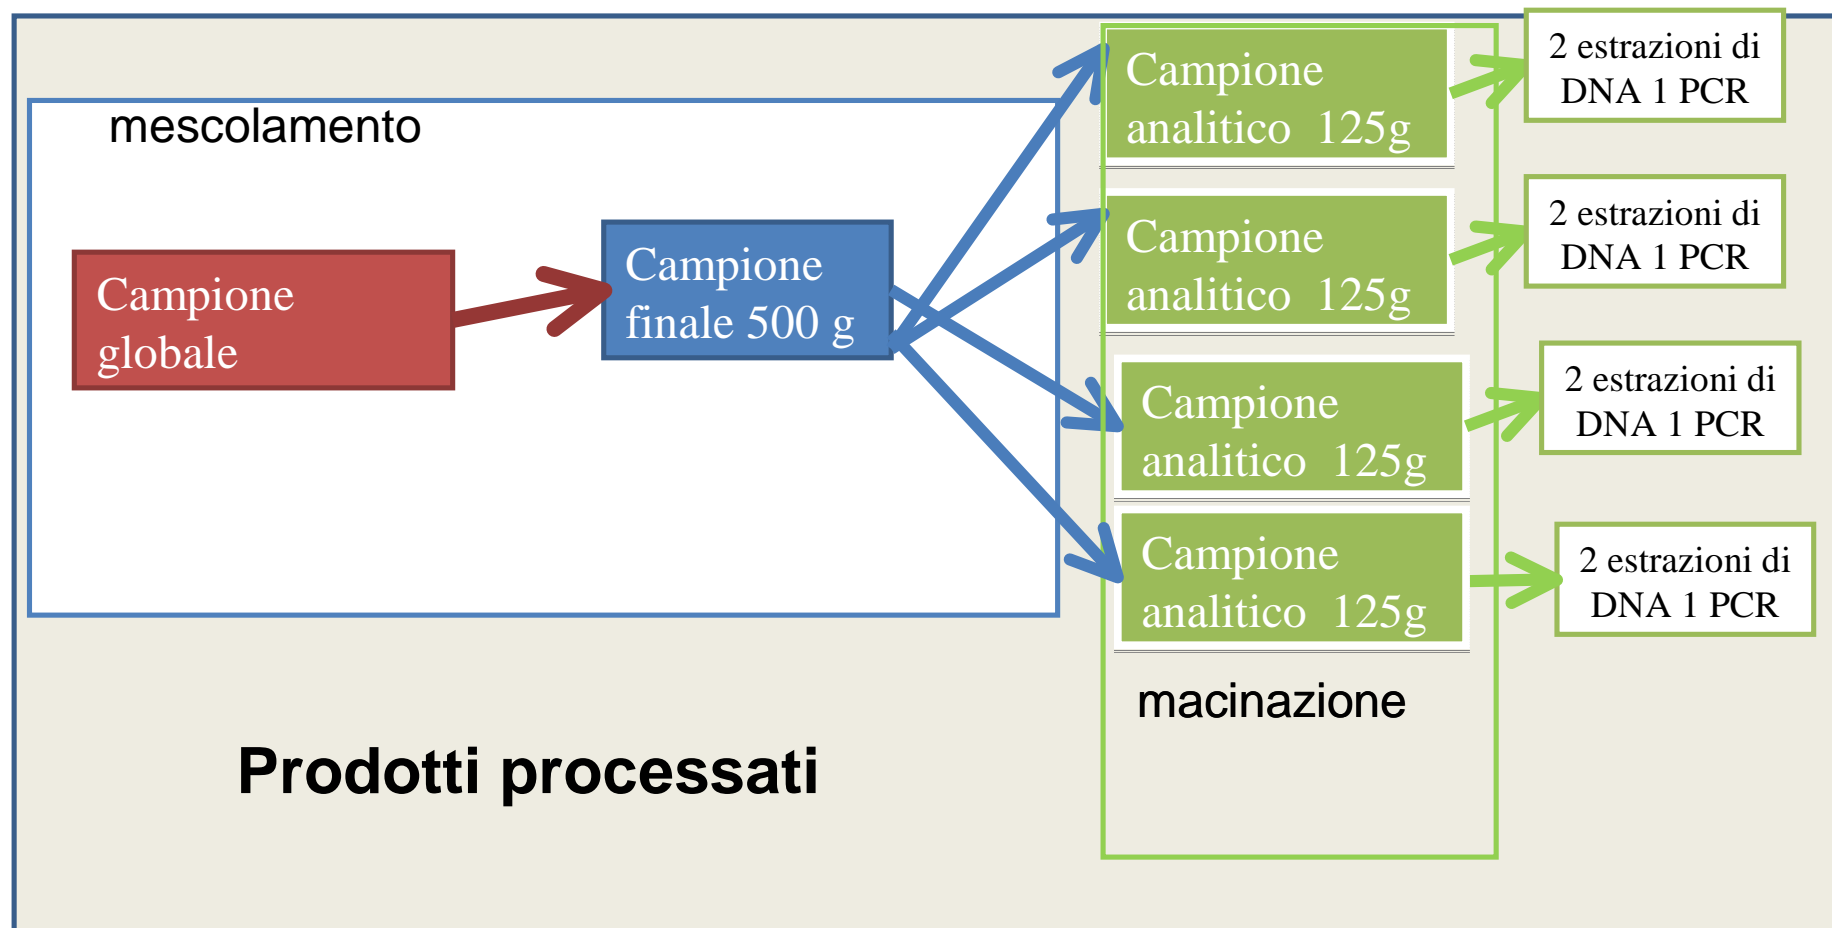 mescolamento
Campione
globale
Campione
finale 500 g
Campione
analitico  125g
2 estrazioni di
DNA 1 PCR
Campione
analitico  125g
2 estrazioni di
DNA 1 PCR
Campione
analitico  125g
2 estrazioni di
DNA 1 PCR
Campione
analitico  125g
2 estrazioni di
DNA 1 PCR
macinazione
Prodotti processati